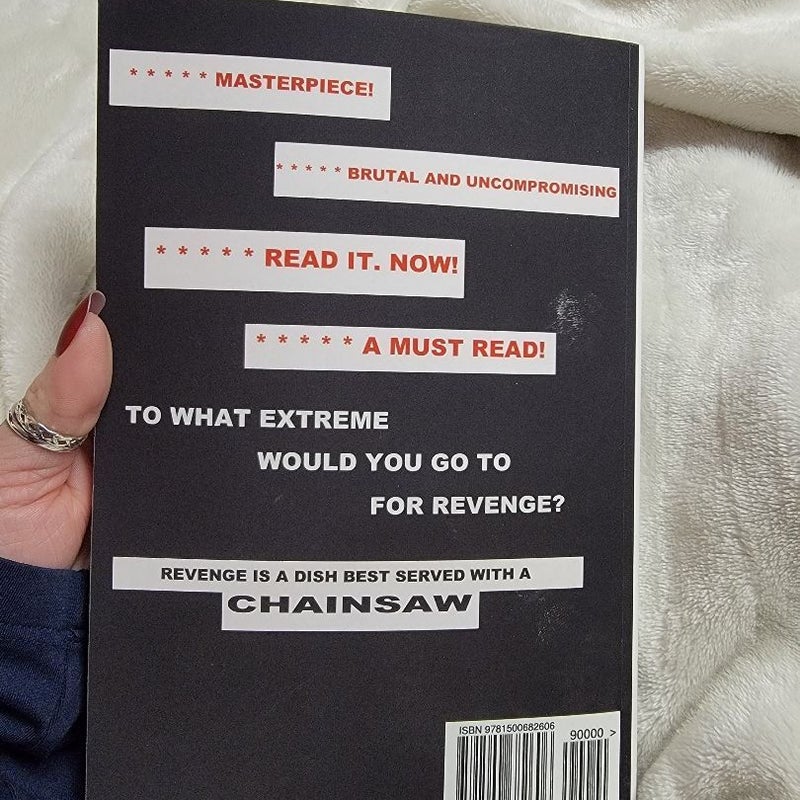 * * * * * MASTERPIECE!
* * * * * BRUTAL AND UNCOMPROMISING
* * * * * READ IT. NOW!
* * * * * A MUST READ!
TO WHAT EXTREME
WOULD YOU GO TO
FOR REVENGE?
REVENGE IS A DISH BEST SERVED WITH A
CHAINSAW
ISBN 9781500682606
90000 >